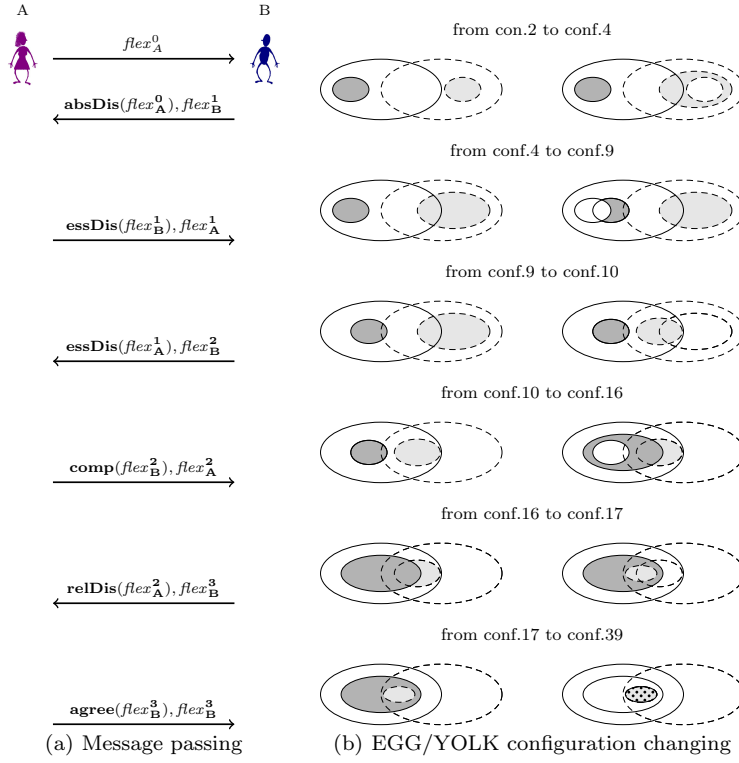 A B
flex_A^0
from con.2 to conf.4
absDis(flex_A^0), flex_B^1
from conf.4 to conf.9
essDis(flex_B^1), flex_A^1
from conf.9 to conf.10
essDis(flex_A^1), flex_B^2
from conf.10 to conf.16
comp(flex_B^2), flex_A^2
from conf.16 to conf.17
relDis(flex_A^2), flex_B^3
from conf.17 to conf.39
agree(flex_B^3), flex_B^3
(a) Message passing
(b) EGG/YOLK configuration changing